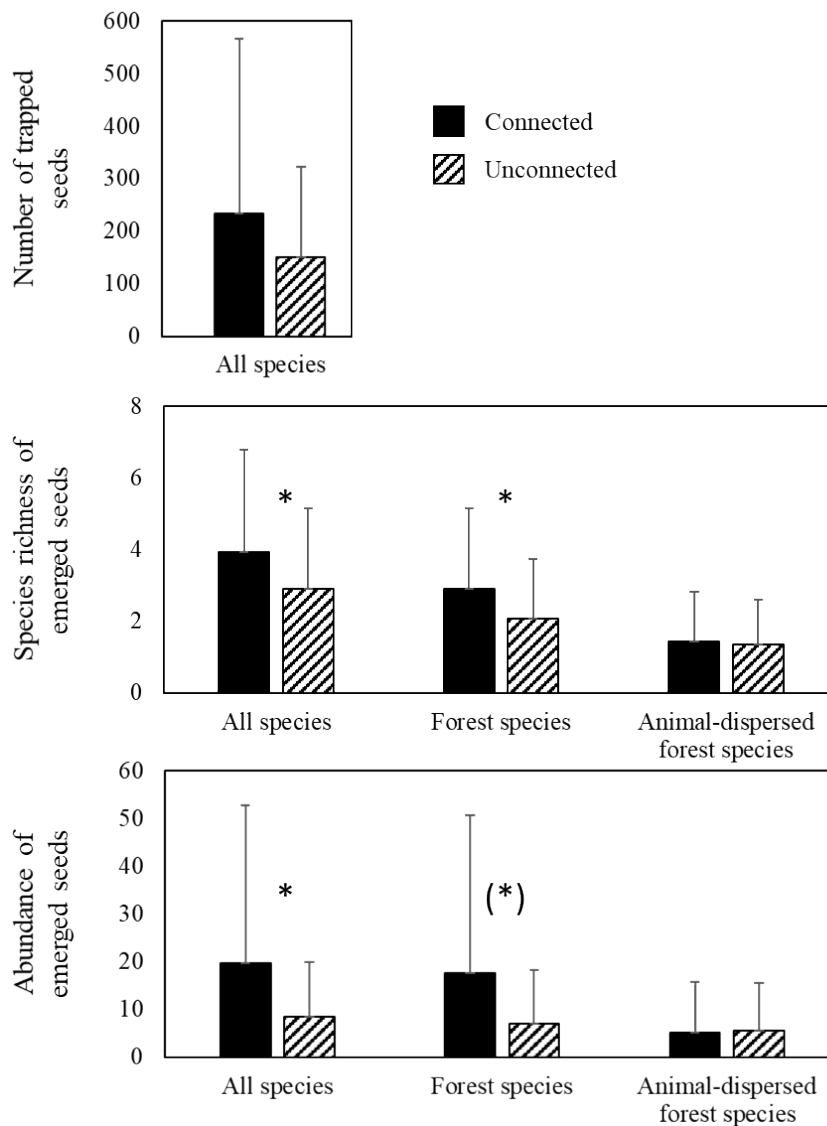 Number of trapped
seeds
600
500
400
300
200
100
0
All species
Connected
Unconnected
Species richness of
emerged seeds
8
6
4
2
0
*
*
All species
Forest species
Animal-dispersed
forest species
Abundance of
emerged seeds
60
50
40
30
20
10
0
*
(*)
All species
Forest species
Animal-dispersed
forest species